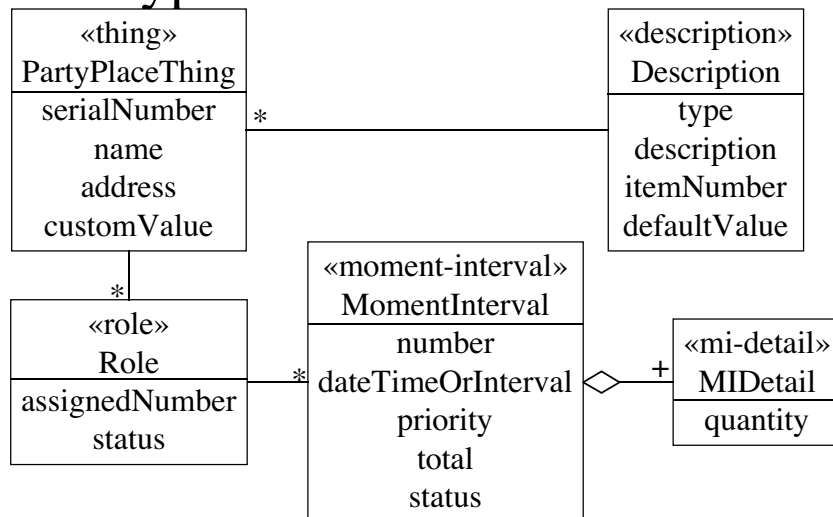 «thing»
PartyPlaceThing
serialNumber
name
address
customValue
*
«description»
Description
type
description
itemNumber
defaultValue
*
«role»
Role
assignedNumber
status
*
«moment-interval»
MomentInterval
number
dateTimeOrInterval
priority
total
status
+
«mi-detail»
MIDetail
quantity